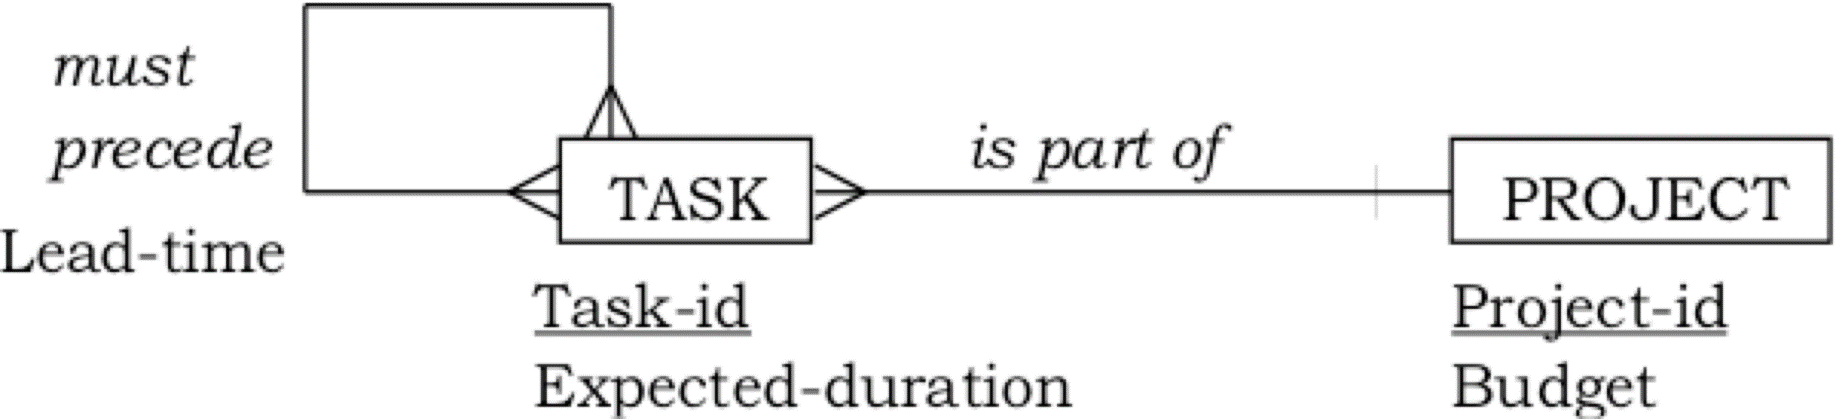 must
precede
Lead-time
TASK
is part of
PROJECT
Task-id
Expected-duration
Project-id
Budget